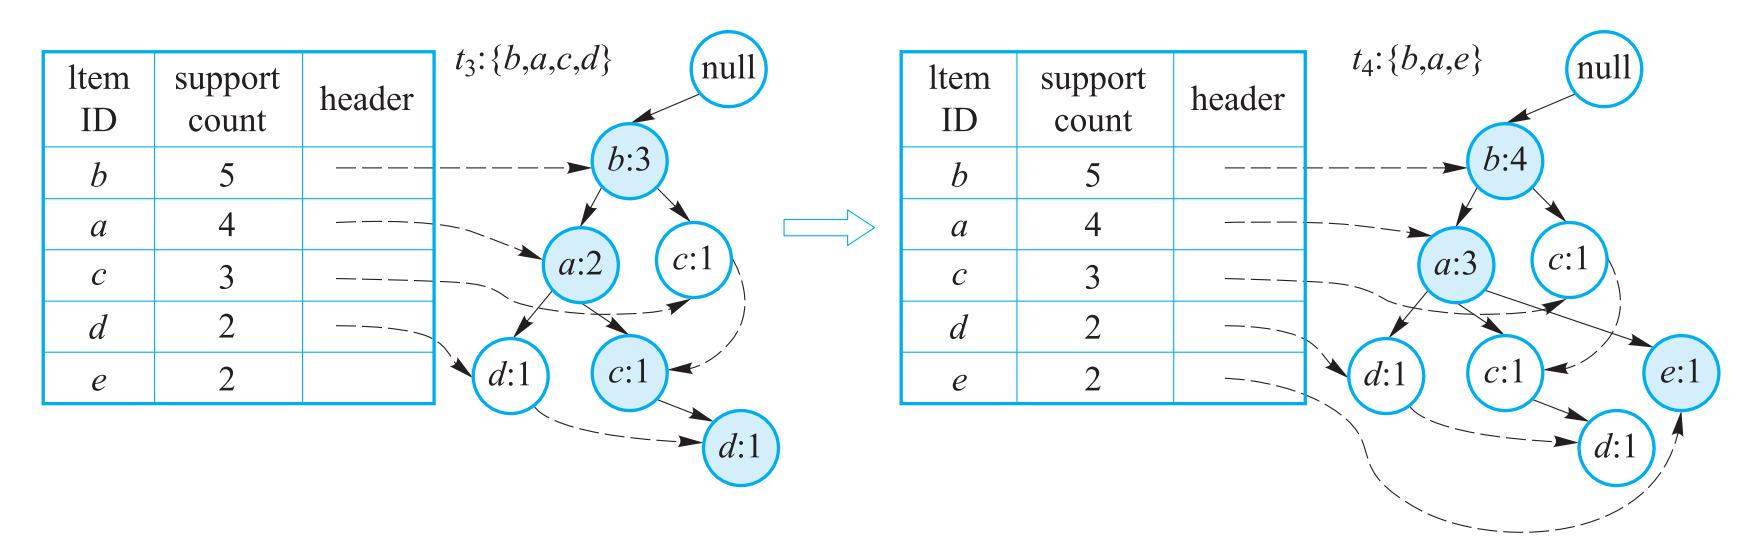 t3:{b,a,c,d}
null
ltem ID
support count
header
b:3
b 5
a 4
a:2
c:1
c 3
d 2
d:1
c:1
e 2
d:1
t4:{b,a,e}
null
ltem ID
support count
header
b:4
b 5
a 4
a:3
c:1
c 3
d 2
d:1
c:1
e:1
e 2
d:1